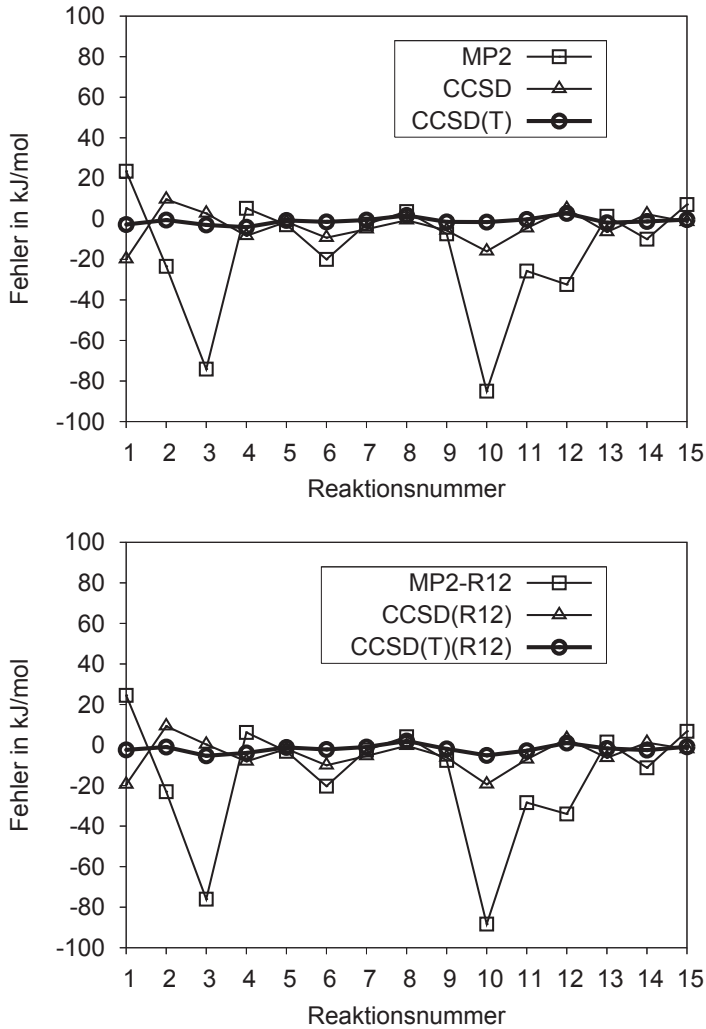 100
80
60
40
20
0
-20
-40
-60
-80
-100
Fehler in kJ/mol
MP2
CCSD
CCSD(T)
1 2 3 4 5 6 7 8 9 10 11 12 13 14 15
Reaktionsnummer
100
80
60
40
20
0
-20
-40
-60
-80
-100
Fehler in kJ/mol
MP2-R12
CCSD(R12)
CCSD(T)(R12)
1 2 3 4 5 6 7 8 9 10 11 12 13 14 15
Reaktionsnummer